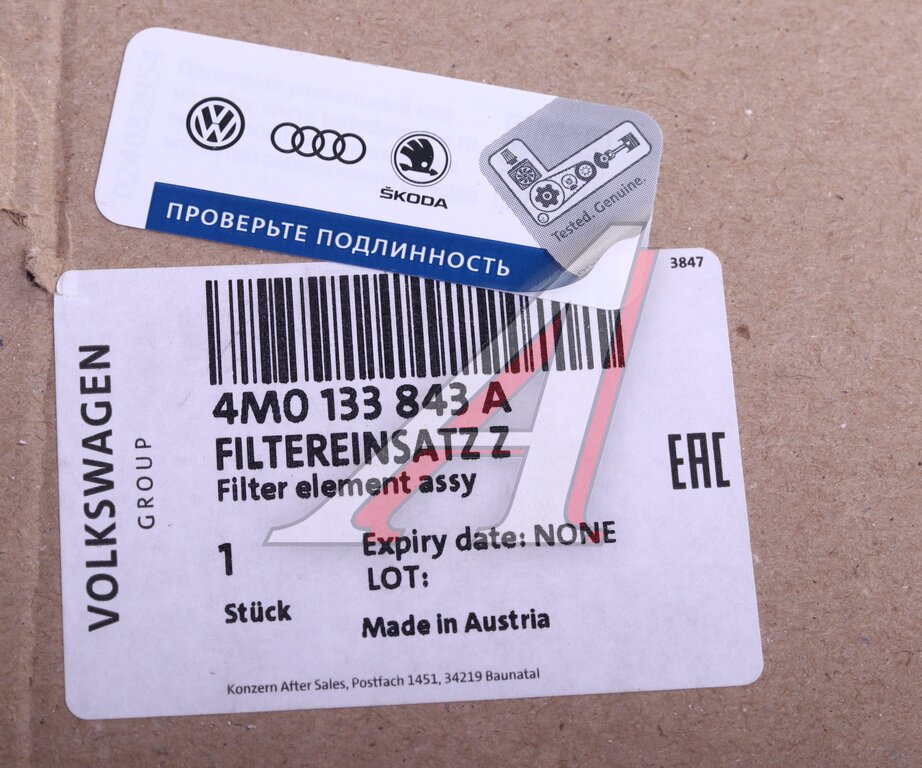 ŠKODA
Tested. Genuine.
ПРОВЕРЬТЕ ПОДЛИННОСТЬ
3847
VOLKSWAGEN
GROUP
4M0 133 843 A
FILTEREINSATZ Z
Filter element assy
EAC
1
Stück
Expiry date: NONE
LOT:
Made in Austria
Konzern After Sales, Postfach 1451, 34219 Baunatal